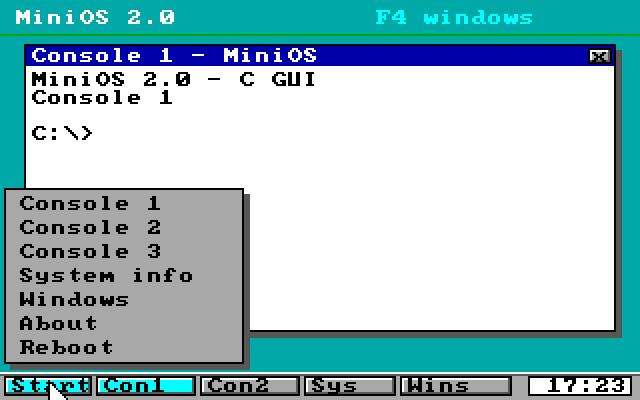 MiniOS 2.0 F4 windows
Console 1 - MiniOS
MiniOS 2.0 - C GUI
Console 1
C:\>
Console 1
Console 2
Console 3
System info
Windows
About
Reboot
Start Con1 Con2 Sys Wins 17:23